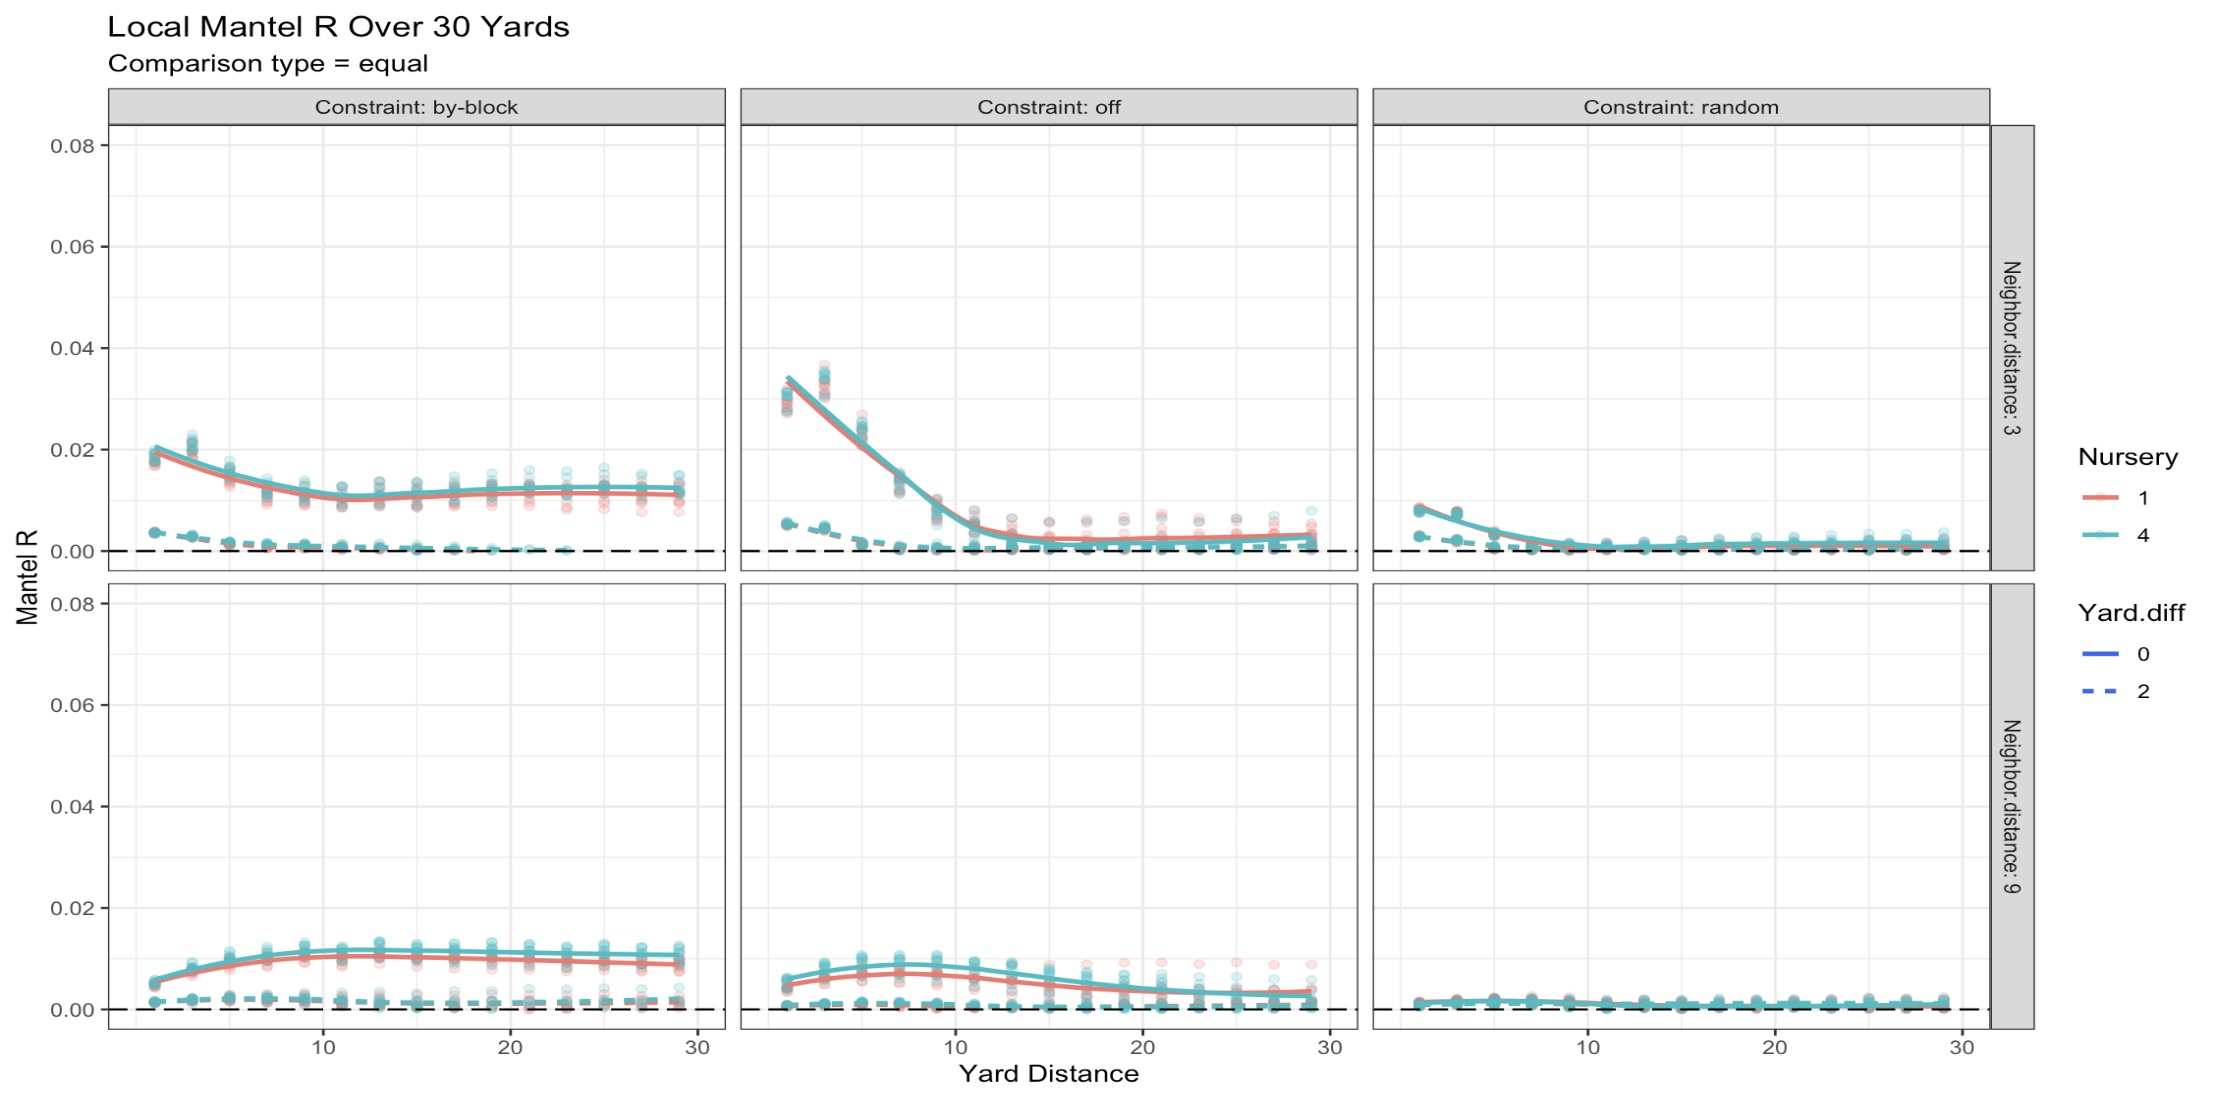 Local Mantel R Over 30 Yards
Comparison type = equal
Constraint: by-block
Constraint: off
Constraint: random
0.08
0.06
0.04
0.02
0.00
Neighbor.distance: 3
0.08
0.06
0.04
0.02
0.00
Neighbor.distance: 9
Mantel R
10
20
30
10
20
30
10
20
30
Yard Distance
Nursery
1
4
Yard.diff
0
2